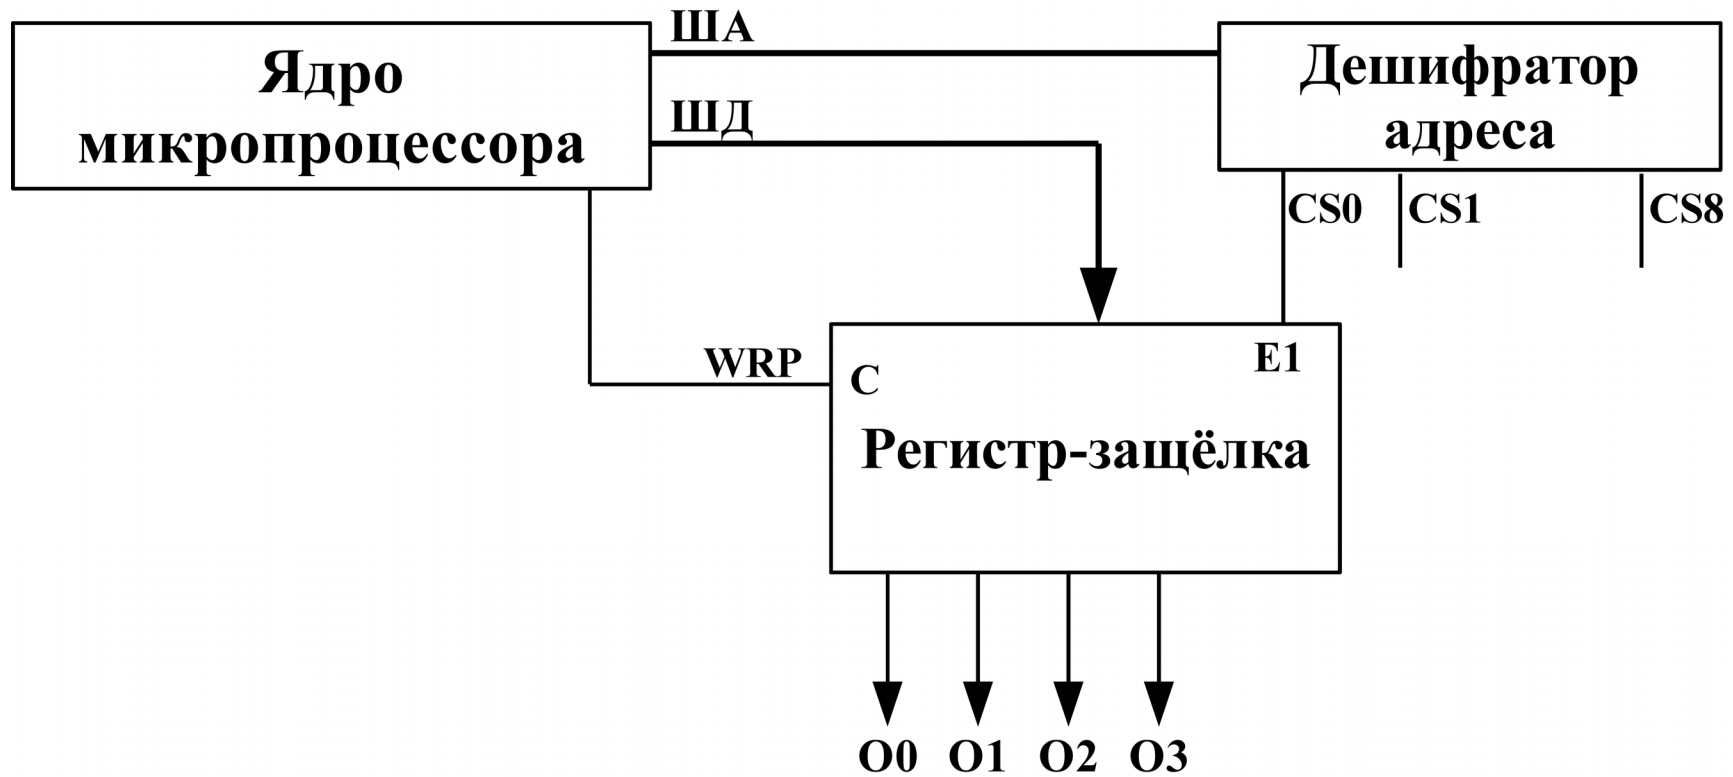 Ядро
микропроцессора
ША
ШД
Дешифратор
адреса
CS0
CS1
CS8
WRP
C
E1
Регистр-защёлка
O0
O1
O2
O3